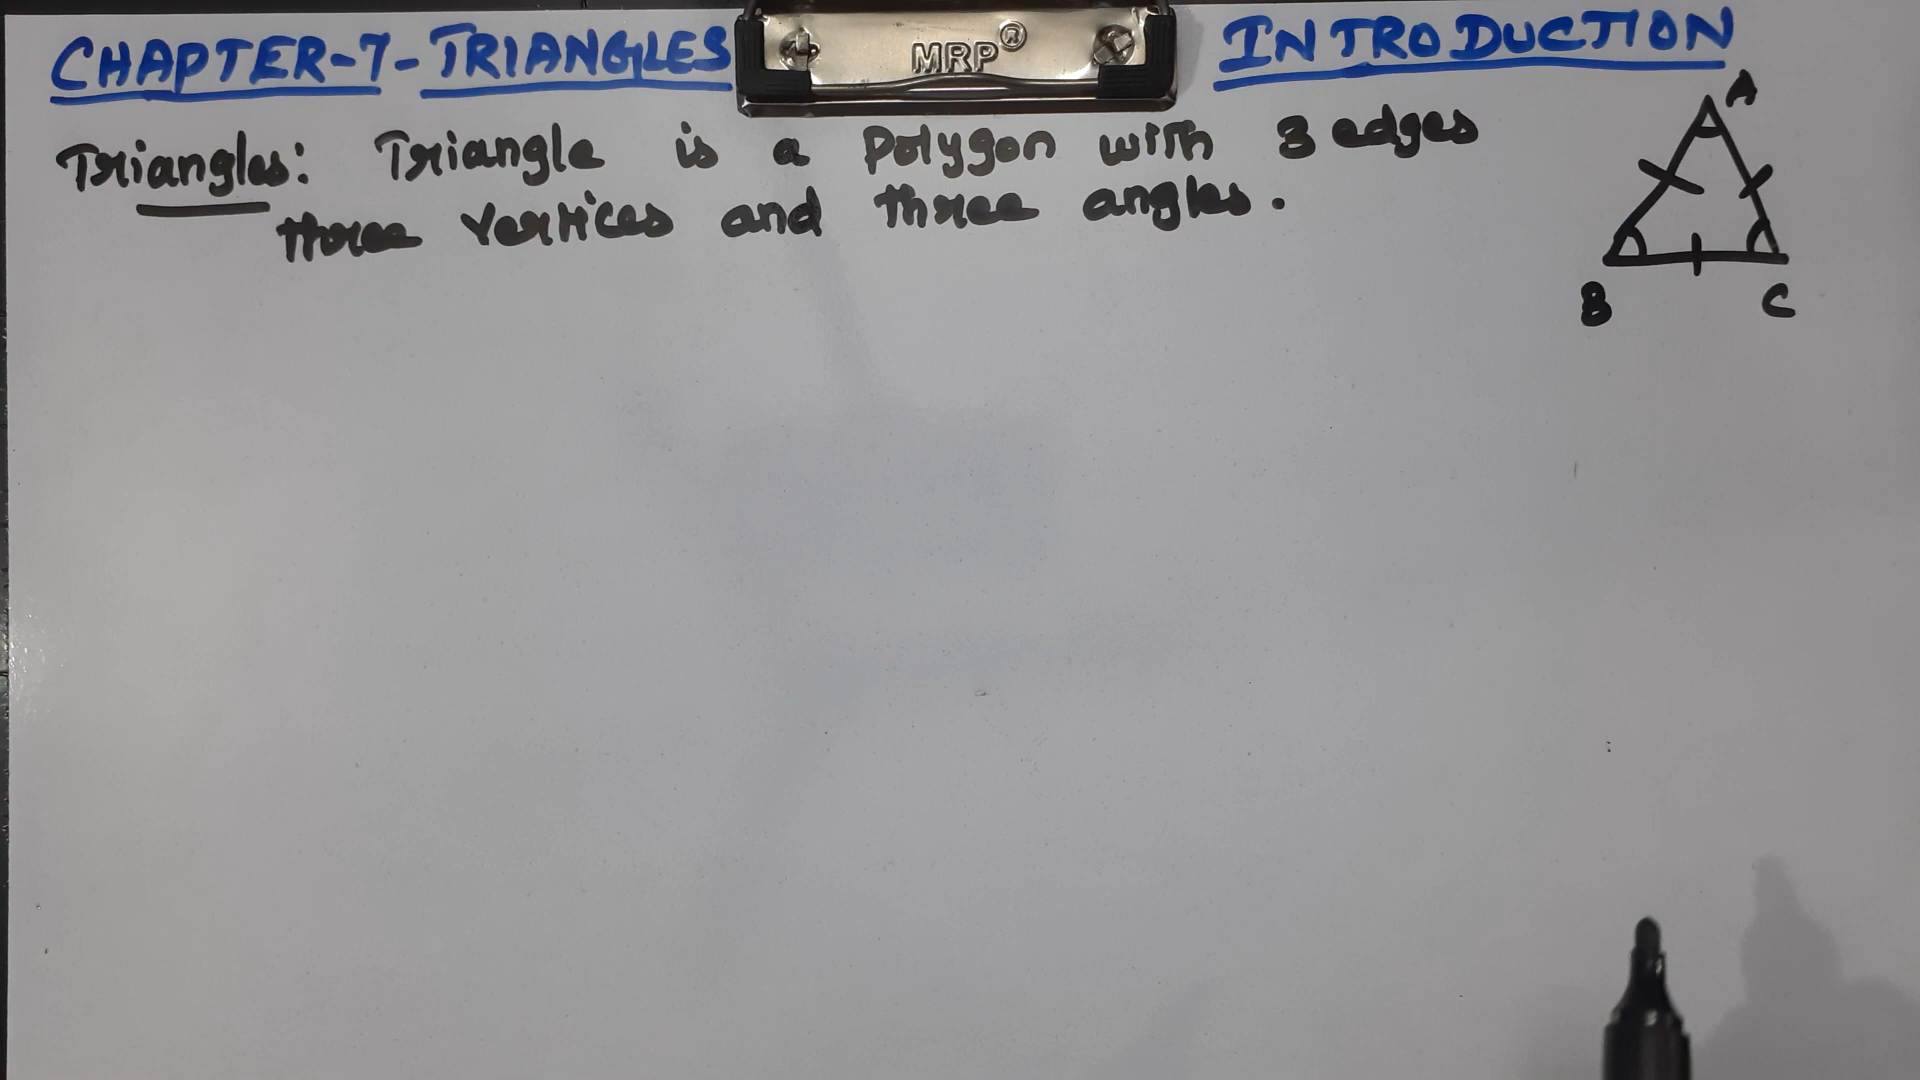 CHAPTER-7-TRIANGLES
MRP®
INTRODUCTION
Triangles: Triangle is a Polygon with 3 edges
three vertices and three angles.
A
B
C